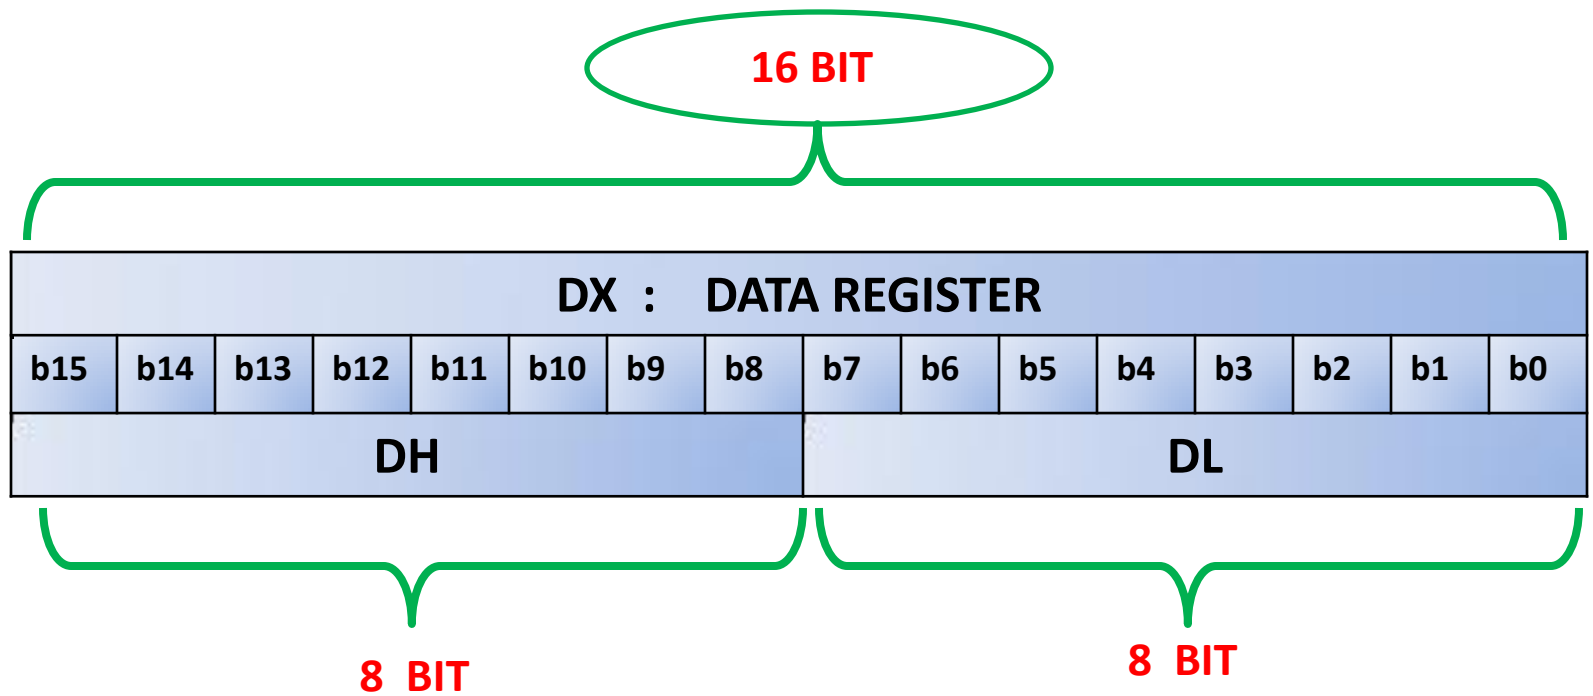 16 BIT
DX : DATA REGISTER
b15 b14 b13 b12 b11 b10 b9 b8 b7 b6 b5 b4 b3 b2 b1 b0
DH DL
8 BIT 8 BIT